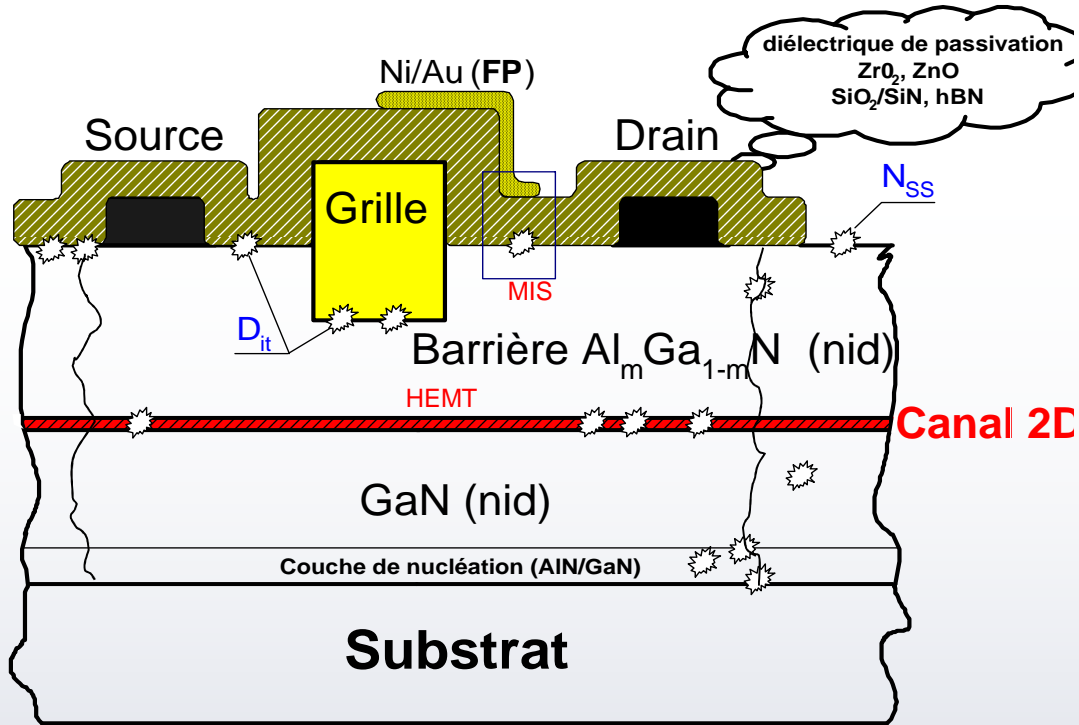 diélectrique de passivation
Zr0₂, ZnO
SiO₂/SiN, hBN
Ni/Au (FP)
Source
Drain
N_SS
Grille
MIS
D_it
Barrière Al_mGa_1-mN (nid)
HEMT
Canal 2D
GaN (nid)
Couche de nucléation (AlN/GaN)
Substrat